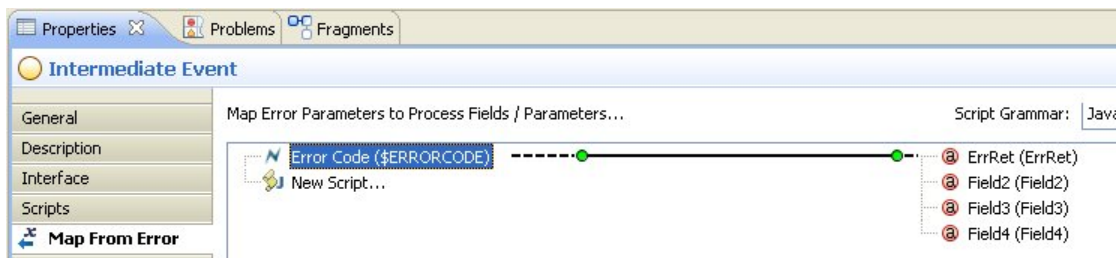 Properties Problems Fragments
Intermediate Event
General
Map Error Parameters to Process Fields / Parameters... Script Grammar: Java
Description
Error Code ($ERRORCODE) ErrRet (ErrRet)
Interface
New Script... Field2 (Field2)
Scripts
Field3 (Field3)
Map From Error
Field4 (Field4)